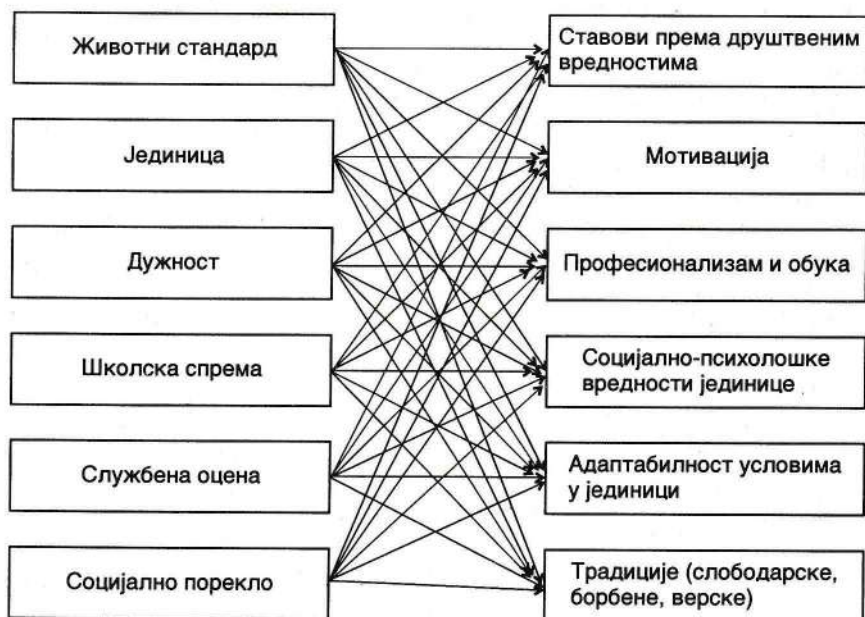 Животни стандард
Јединица
Дужност
Школска спрема
Службена оцена
Социјално порекло
Ставови према друштвеним
вредностима
Мотивација
Професионализам и обука
Социјално-психолошке
вредности јединице
Адаптабилност условима
у јединици
Традиције (слободарске,
борбене, верске)